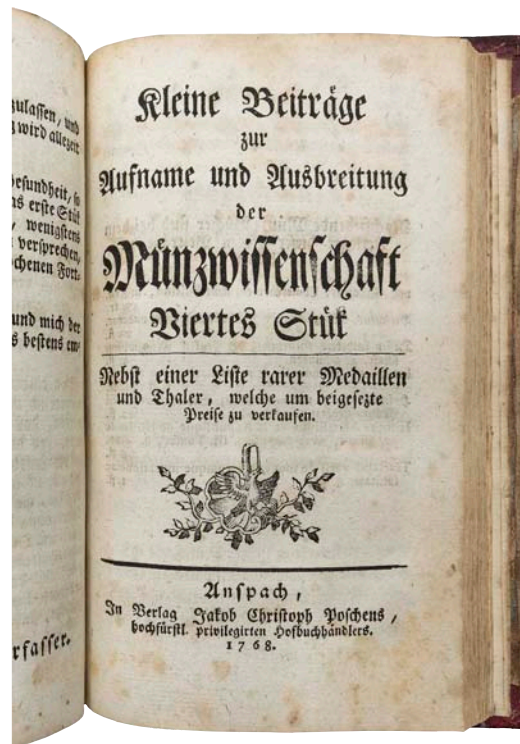 zulassen, und
wird allezeit
Gesundheit, so
as erste Stük
, wenigstens
versprechen,
ochenen Fort-
und mich der
s bestens em-
rfasser.
Kleine Beiträge
zur
Aufname und Ausbreitung
der
Münzwissenschaft
Viertes Stük
Nebst einer Liste rarer Medaillen
und Thaler, welche um beigesezte
Preise zu verkaufen.
Anspach,
In Verlag Jakob Christoph Poschens,
hochfürstl. privilegirten Hofbuchhändlers.
1768.